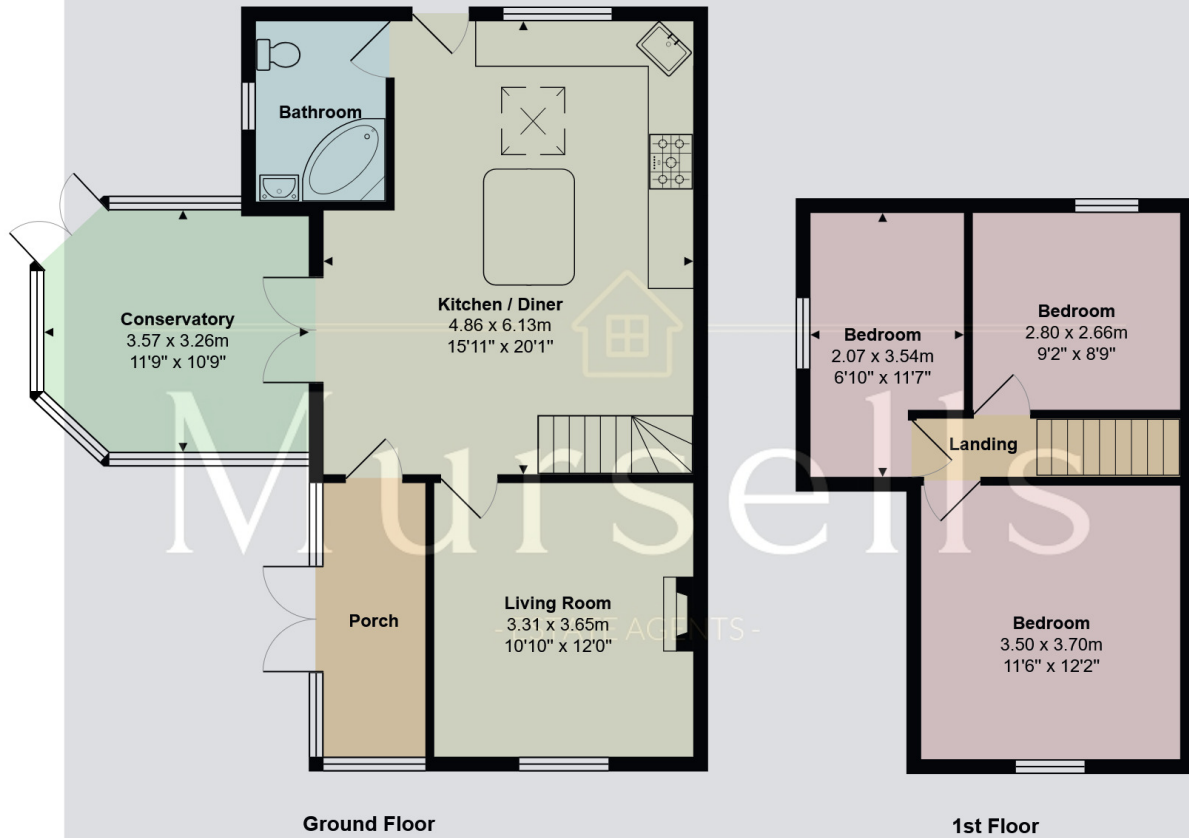 Bathroom
Conservatory
3.57 x 3.26m
11'9" x 10'9"
Kitchen / Diner
4.86 x 6.13m
15'11" x 20'1"
Porch
Living Room
3.31 x 3.65m
10'10" x 12'0"
Ground Floor
Bedroom
2.07 x 3.54m
6'10" x 11'7"
Bedroom
2.80 x 2.66m
9'2" x 8'9"
Landing
Bedroom
3.50 x 3.70m
11'6" x 12'2"
1st Floor
Mursells
- ESTATE AGENTS -